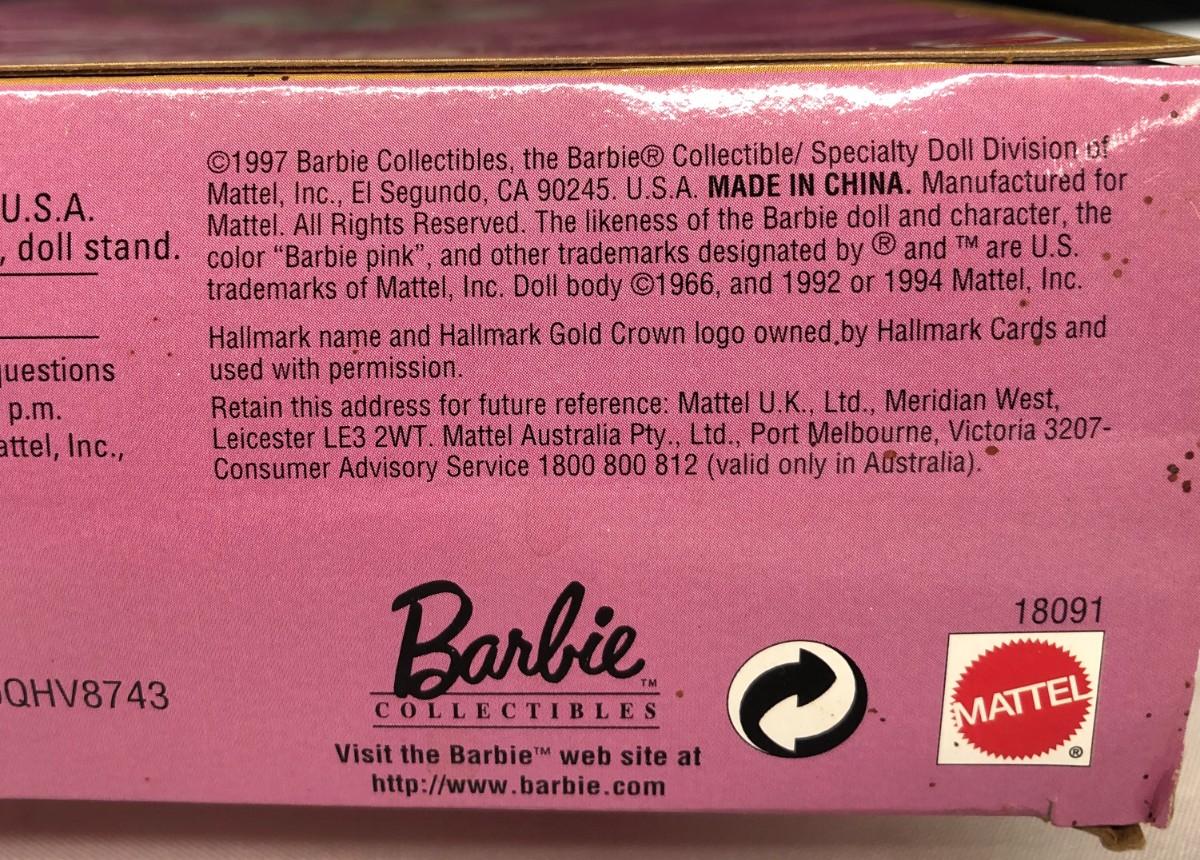 U.S.A.
, doll stand.
uestions
p.m.
attel, Inc.,
QHV8743
©1997 Barbie Collectibles, the Barbie® Collectible/ Specialty Doll Division of
Mattel, Inc., El Segundo, CA 90245. U.S.A. MADE IN CHINA. Manufactured for
Mattel. All Rights Reserved. The likeness of the Barbie doll and character, the
color “Barbie pink”, and other trademarks designated by ® and ™ are U.S.
trademarks of Mattel, Inc. Doll body ©1966, and 1992 or 1994 Mattel, Inc.
Hallmark name and Hallmark Gold Crown logo owned by Hallmark Cards and
used with permission.
Retain this address for future reference: Mattel U.K., Ltd., Meridian West,
Leicester LE3 2WT. Mattel Australia Pty., Ltd., Port Melbourne, Victoria 3207-
Consumer Advisory Service 1800 800 812 (valid only in Australia).
Barbie™
COLLECTIBLES
Visit the Barbie™ web site at
http://www.barbie.com
18091
MATTEL®